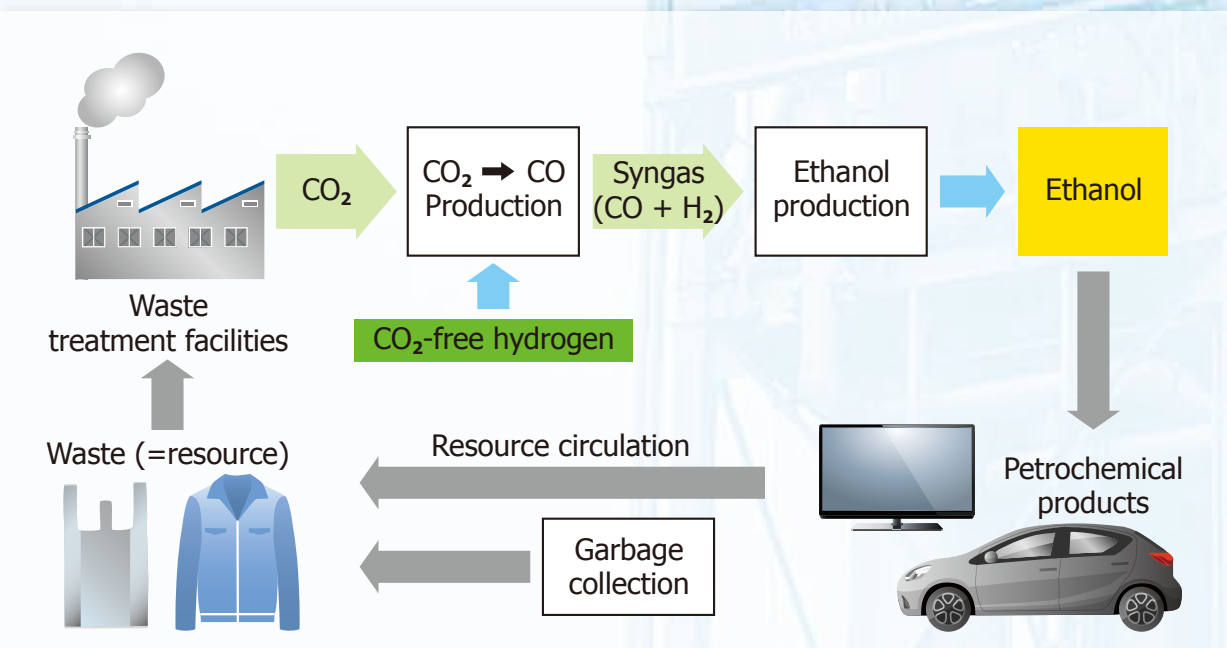 CO₂
CO₂ ➡ CO
Production
Syngas
(CO + H₂)
Ethanol
production
Ethanol
Waste
treatment facilities
CO₂-free hydrogen
Waste (=resource)
Resource circulation
Garbage
collection
Petrochemical
products